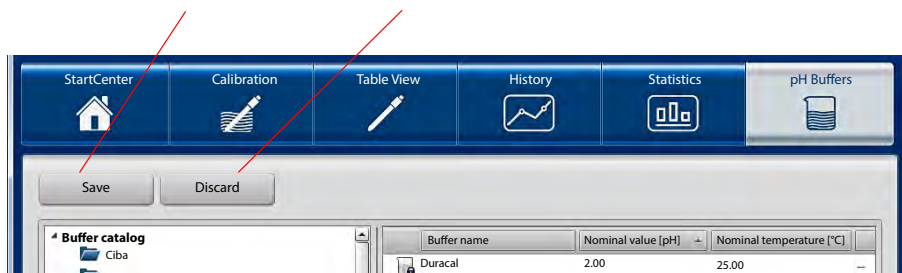 StartCenter Calibration Table View History Statistics pH Buffers
Save Discard
Buffer catalog
Ciba
Buffer name Nominal value [pH] Nominal temperature [°C]
Duracal 2.00 25.00 ...